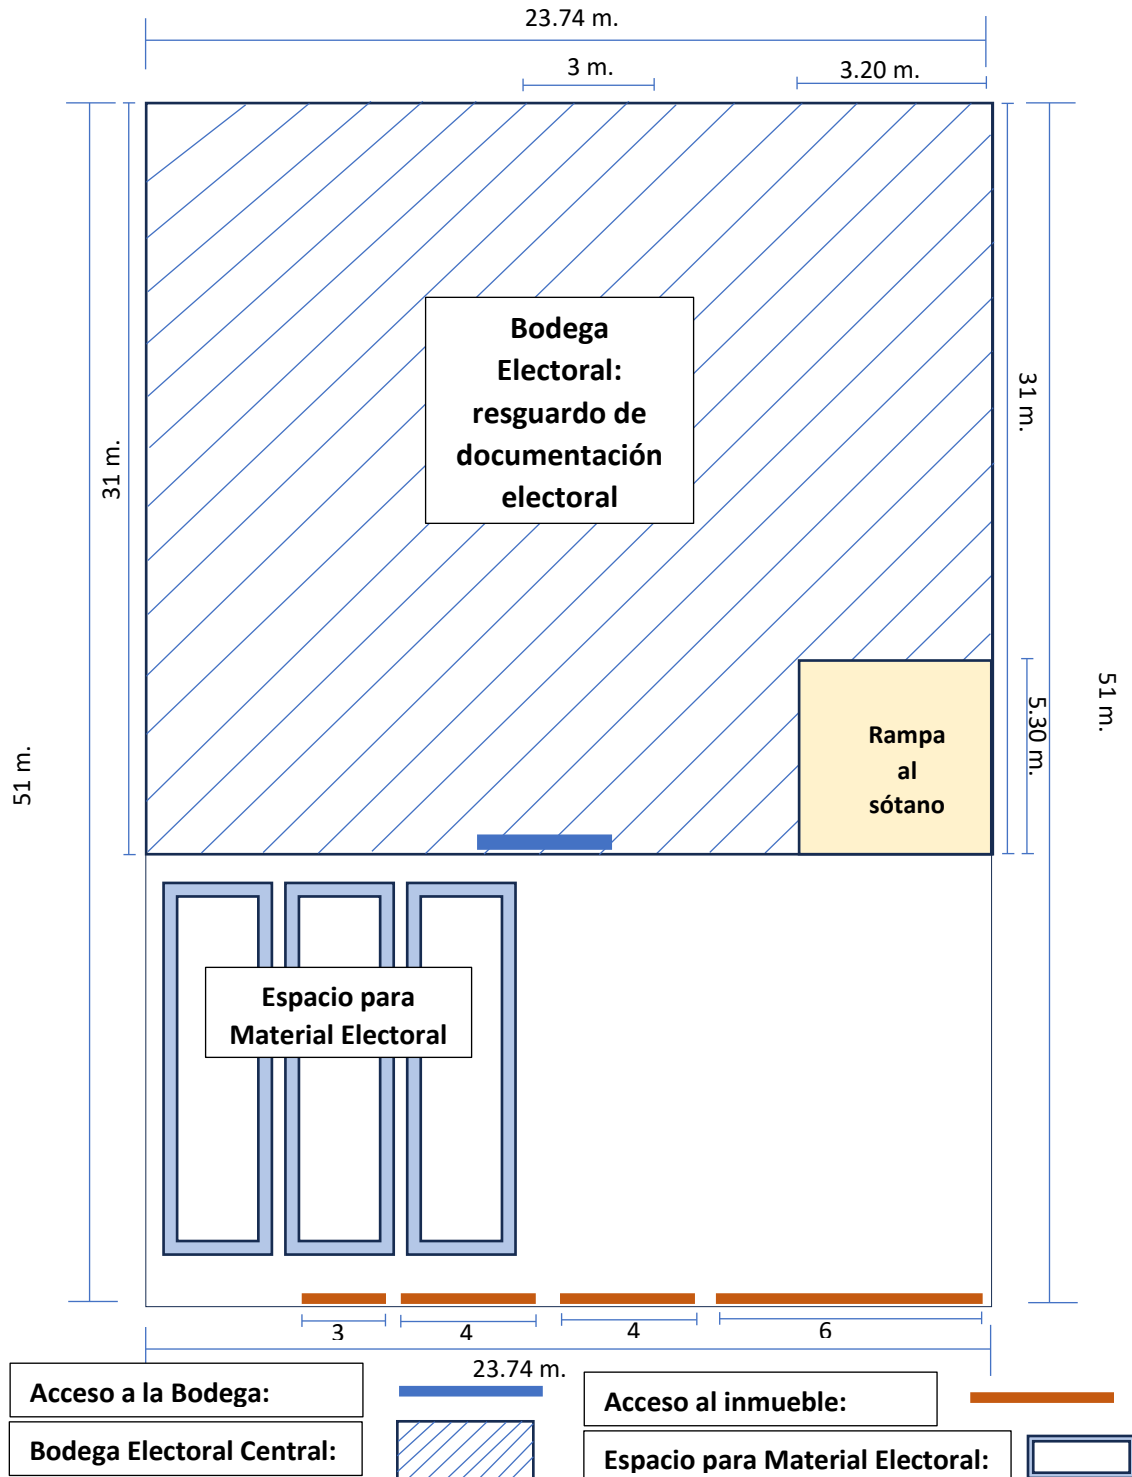 23.74 m.
3 m.
3.20 m.
Bodega
Electoral:
resguardo de
documentación
electoral
31 m.
31 m.
51 m.
51 m.
5.30 m.
Rampa
al
sótano
Espacio para
Material Electoral
3
4
4
6
23.74 m.
Acceso a la Bodega:
Acceso al inmueble:
Bodega Electoral Central:
Espacio para Material Electoral: